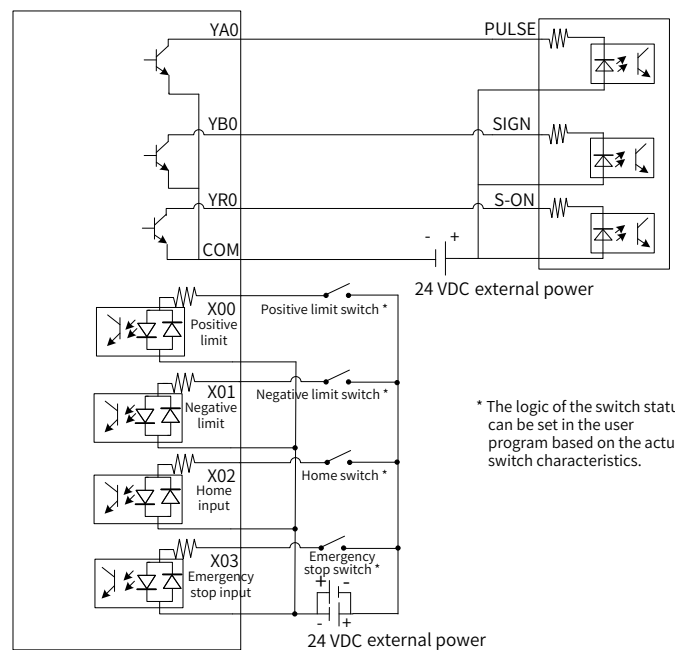 YA0
PULSE
YB0
SIGN
YR0
S-ON
COM
- +
24 VDC external power
X00
Positive
limit
Positive limit switch *
X01
Negative
limit
Negative limit switch *
* The logic of the switch statu
can be set in the user
program based on the actu
switch characteristics.
X02
Home
input
Home switch *
X03
Emergency
stop input
Emergency
stop switch *
+ -
- +
24 VDC external power